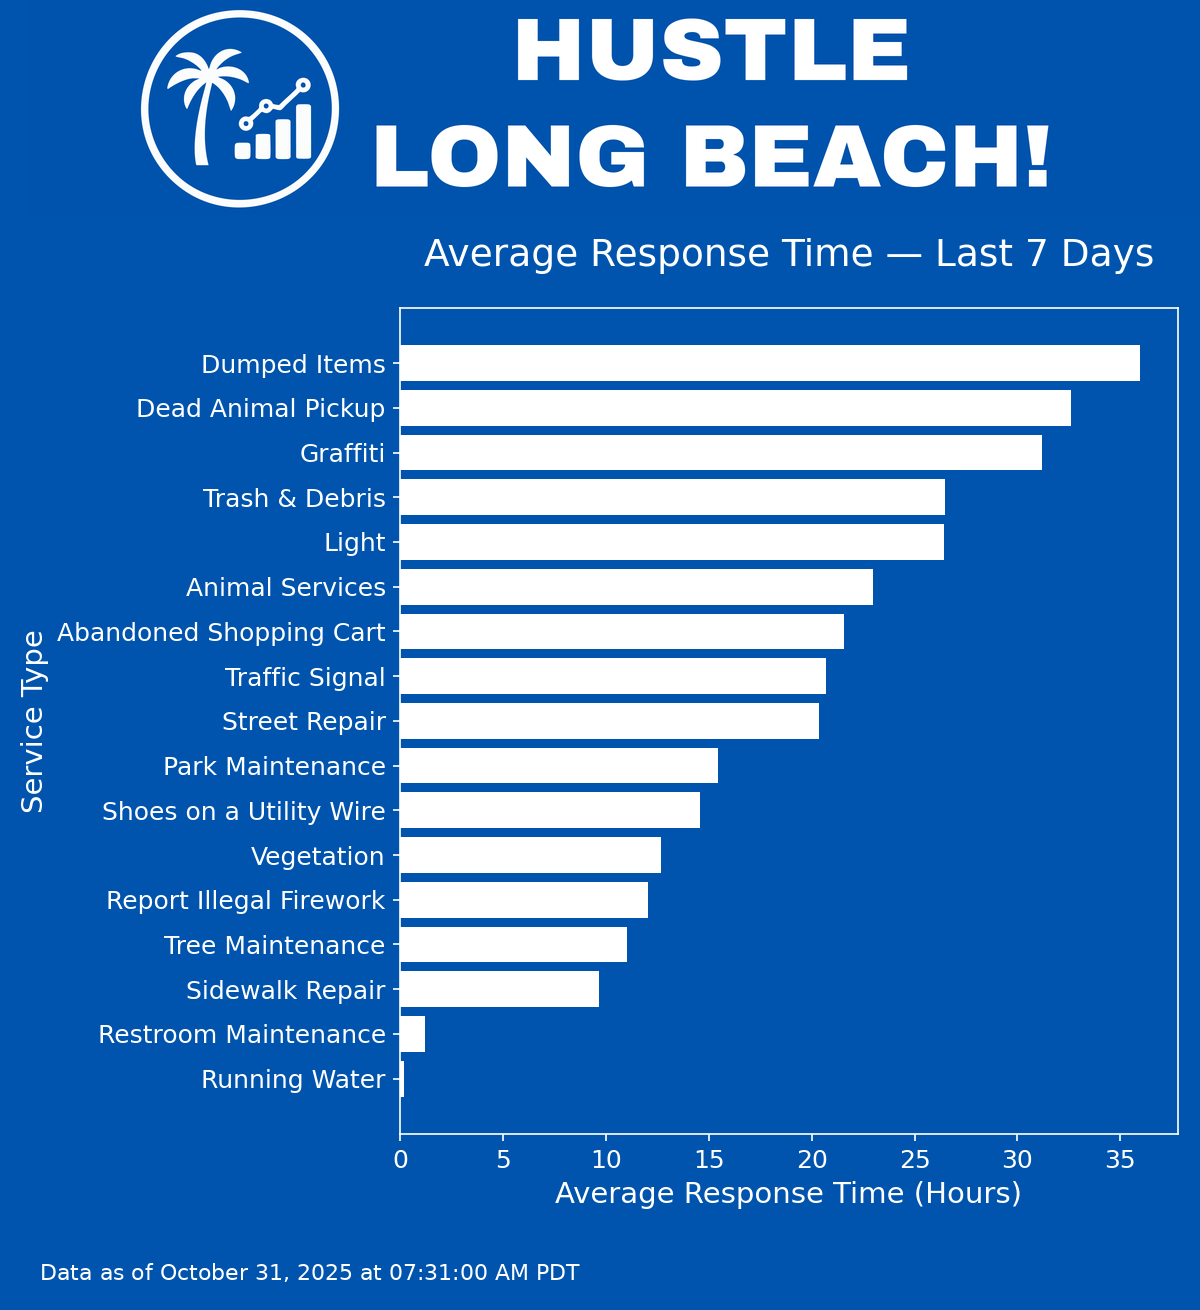 HUSTLE
LONG BEACH!
Average Response Time — Last 7 Days
Service Type
Dumped Items
Dead Animal Pickup
Graffiti
Trash & Debris
Light
Animal Services
Abandoned Shopping Cart
Traffic Signal
Street Repair
Park Maintenance
Shoes on a Utility Wire
Vegetation
Report Illegal Firework
Tree Maintenance
Sidewalk Repair
Restroom Maintenance
Running Water
0 5 10 15 20 25 30 35
Average Response Time (Hours)
Data as of October 31, 2025 at 07:31:00 AM PDT